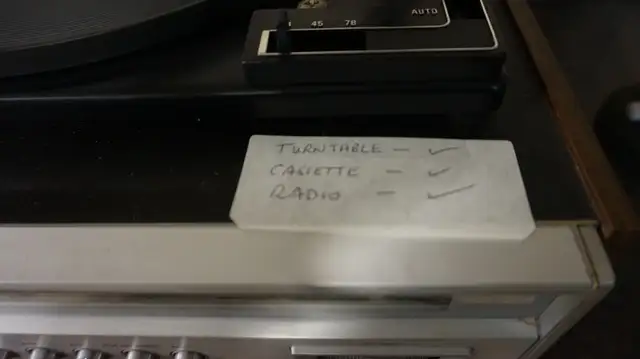 45 78
AUTO
TURNTABLE - ✓
CASSETTE - ✓
RADIO - ✓